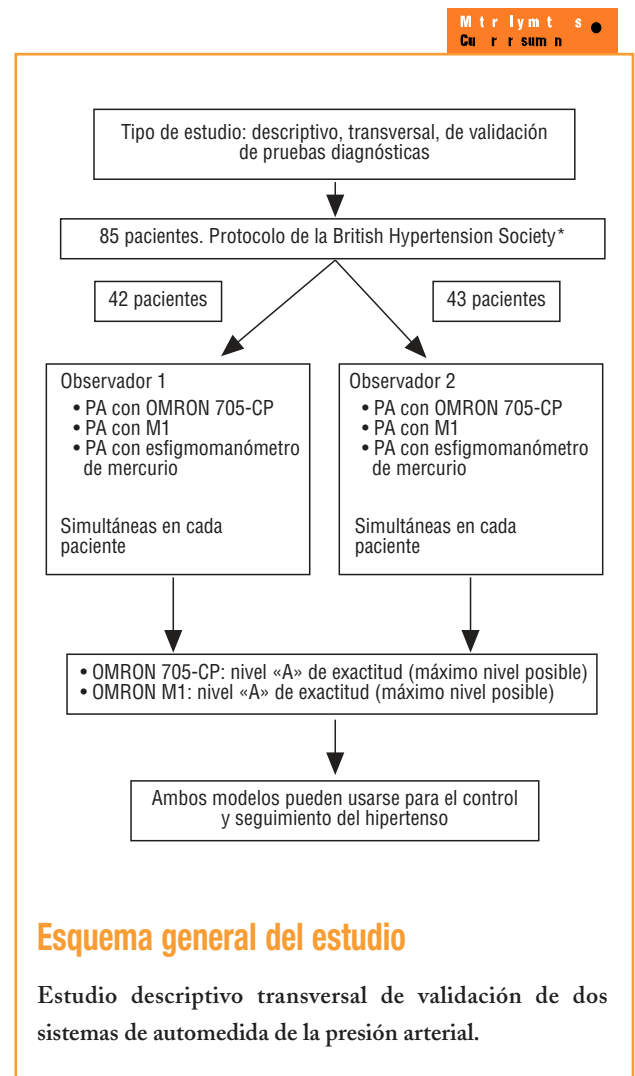 Tipo de estudio: descriptivo, transversal, de validación
de pruebas diagnósticas
85 pacientes. Protocolo de la British Hypertension Society*
42 pacientes
43 pacientes
Observador 1
• PA con OMRON 705-CP
• PA con M1
• PA con esfigmomanómetro
de mercurio
Simultáneas en cada
paciente
Observador 2
• PA con OMRON 705-CP
• PA con M1
• PA con esfigmomanómetro
de mercurio
Simultáneas en cada
paciente
• OMRON 705-CP: nivel «A» de exactitud (máximo nivel posible)
• OMRON M1: nivel «A» de exactitud (máximo nivel posible)
Ambos modelos pueden usarse para el control
y seguimiento del hipertenso
Esquema general del estudio
Estudio descriptivo transversal de validación de dos
sistemas de automedida de la presión arterial.